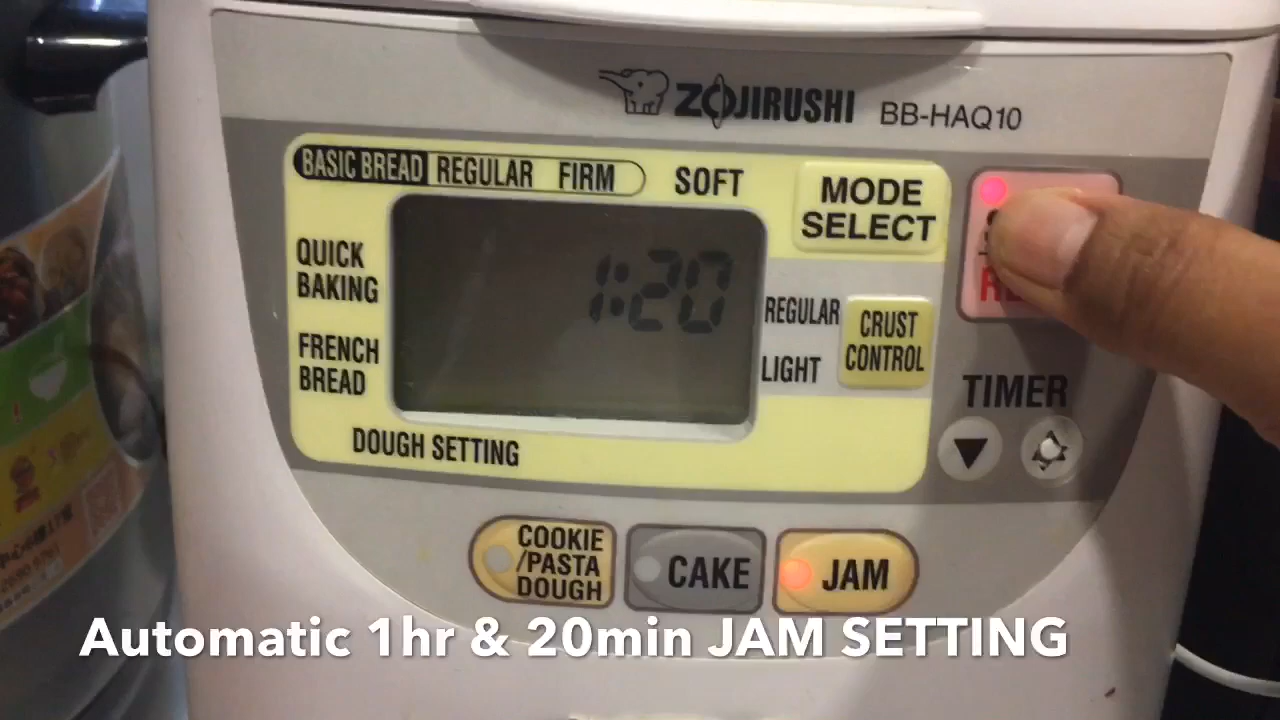 ZOJIRUSHI BB-HAQ10
BASIC BREAD REGULAR FIRM SOFT
MODE
SELECT
QUICK
BAKING
1:20
REGULAR
LIGHT
CRUST
CONTROL
FRENCH
BREAD
TIMER
DOUGH SETTING
COOKIE
/PASTA
DOUGH
CAKE
JAM
Automatic 1hr & 20min JAM SETTING